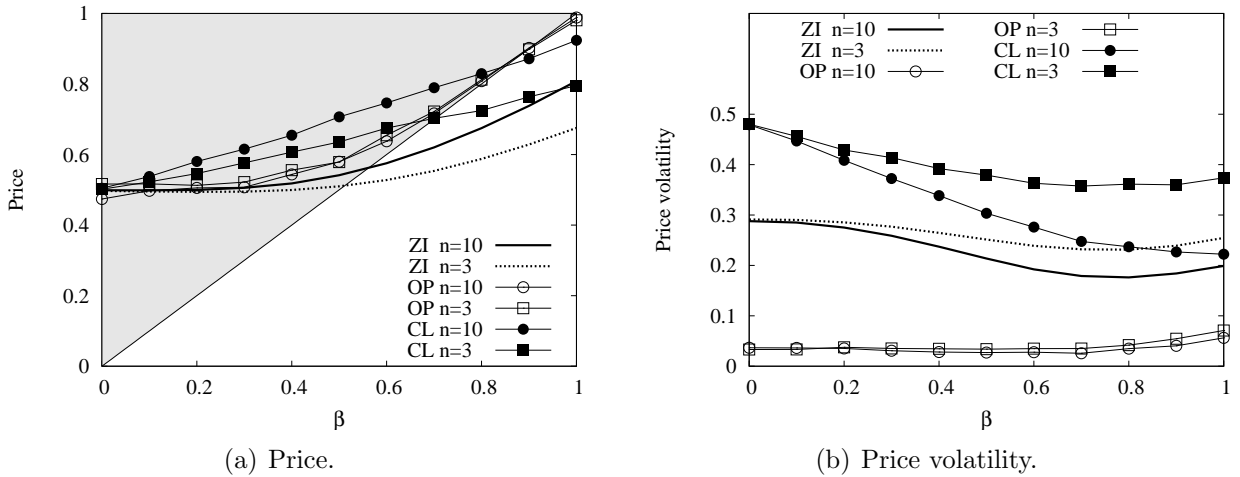 1
0.8
0.6
0.4
0.2
0
Price
0 0.2 0.4 0.6 0.8 1
β
ZI n=10
ZI n=3
OP n=10
OP n=3
CL n=10
CL n=3
(a) Price.
ZI n=10
ZI n=3
OP n=10
OP n=3
CL n=10
CL n=3
0.5
0.4
0.3
0.2
0.1
0
Price volatility
0 0.2 0.4 0.6 0.8 1
β
(b) Price volatility.